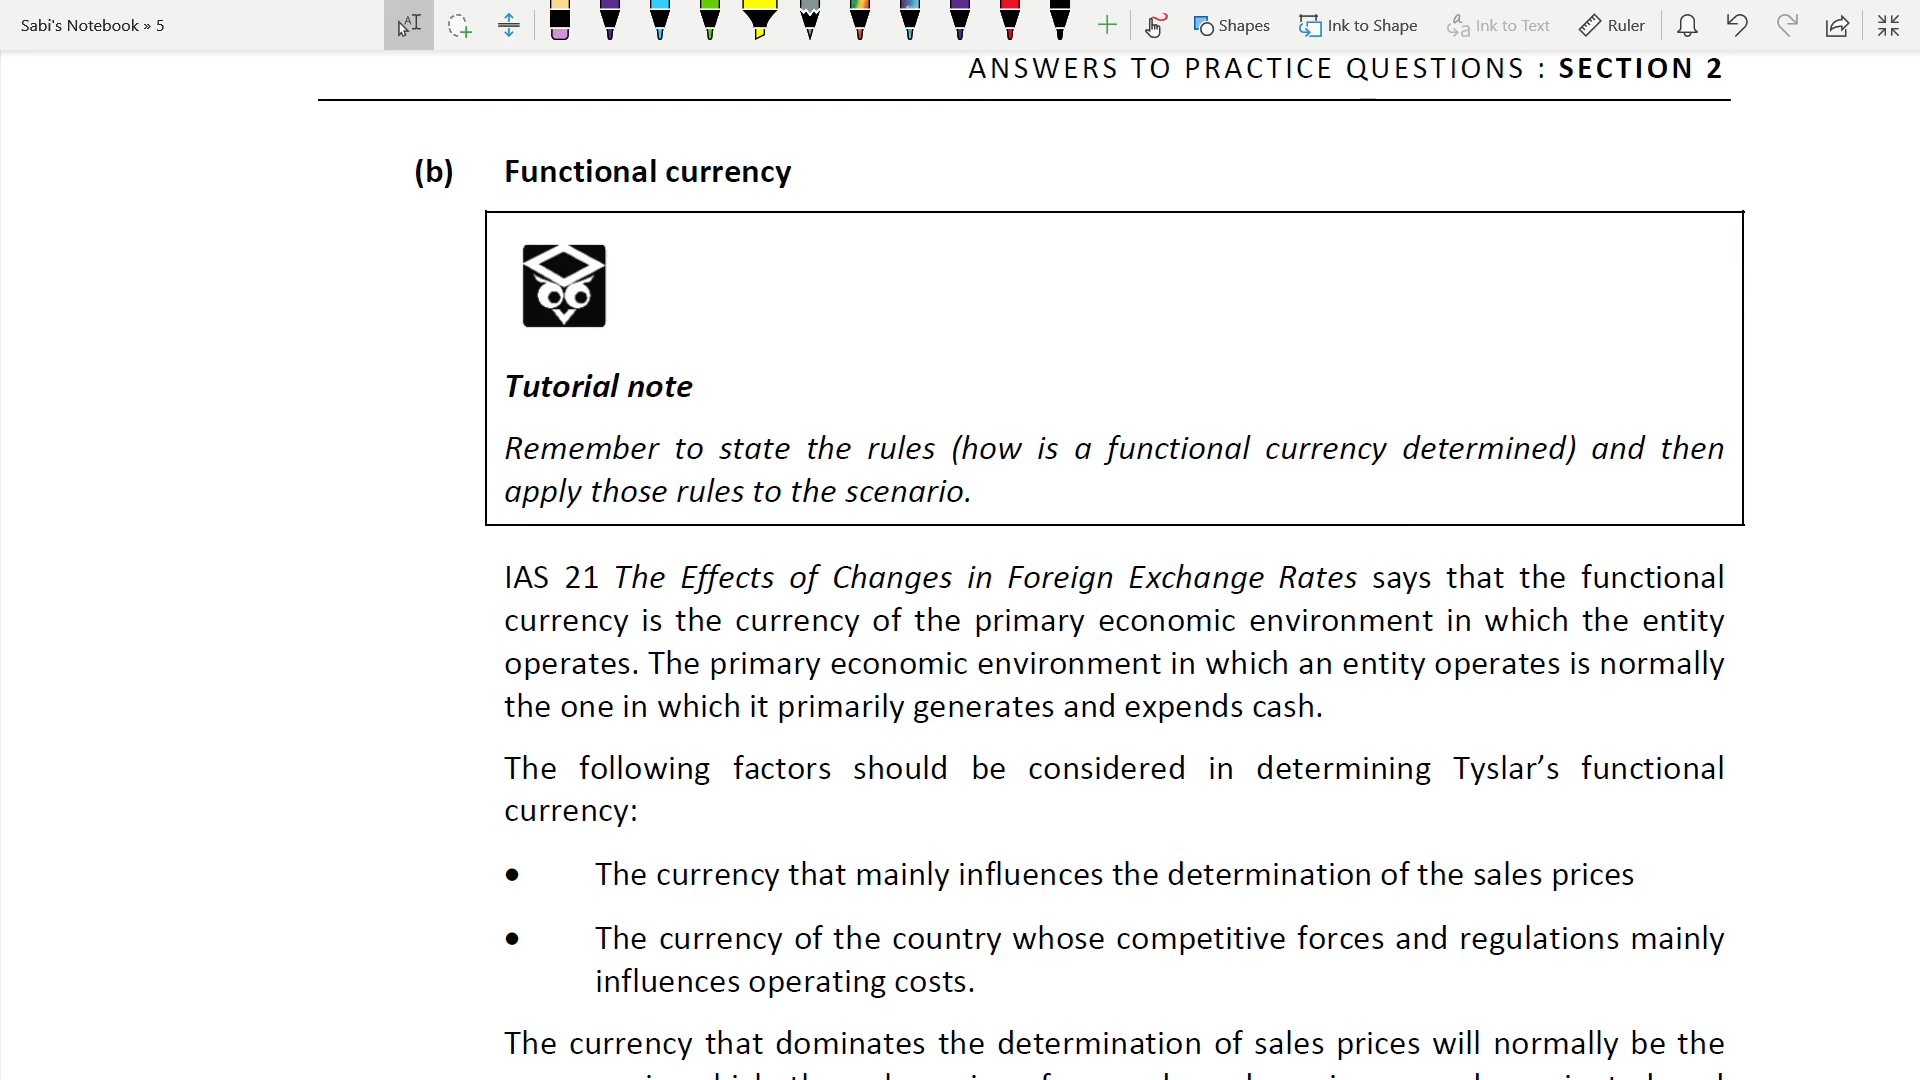 Sabi's Notebook » 5
Shapes
Ink to Shape
Ink to Text
Ruler
ANSWERS TO PRACTICE QUESTIONS : SECTION 2
(b) Functional currency
Tutorial note
Remember to state the rules (how is a functional currency determined) and then
apply those rules to the scenario.
IAS 21 The Effects of Changes in Foreign Exchange Rates says that the functional
currency is the currency of the primary economic environment in which the entity
operates. The primary economic environment in which an entity operates is normally
the one in which it primarily generates and expends cash.
The following factors should be considered in determining Tyslar’s functional
currency:
• The currency that mainly influences the determination of the sales prices
• The currency of the country whose competitive forces and regulations mainly
influences operating costs.
The currency that dominates the determination of sales prices will normally be the